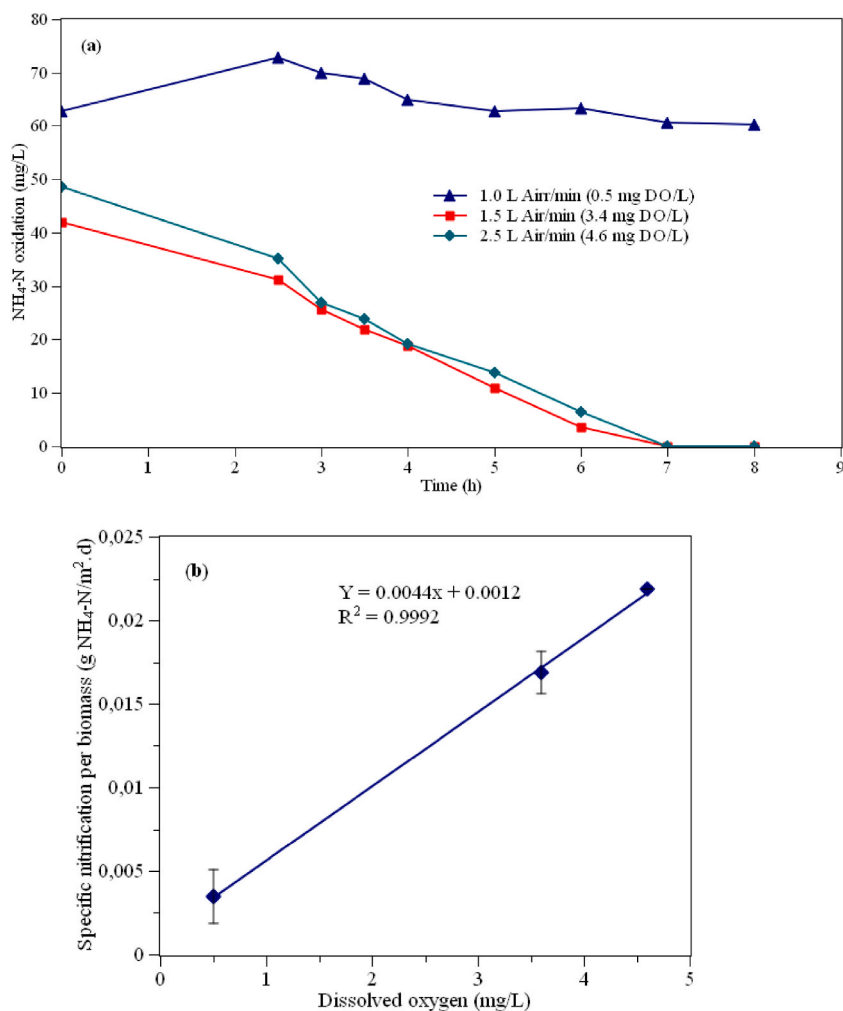 (a)
NH₄-N oxidation (mg/L)
80
70
60
50
40
30
20
10
0
1.0 L Airr/min (0.5 mg DO/L)
1.5 L Air/min (3.4 mg DO/L)
2.5 L Air/min (4.6 mg DO/L)
0 1 2 3 4 5 6 7 8 9
Time (h)
(b)
Specific nitrification per biomass (g NH₄-N/m².d)
0,025
0,02
0,015
0,01
0,005
0
Y = 0.0044x + 0.0012
R² = 0.9992
0 1 2 3 4 5
Dissolved oxygen (mg/L)